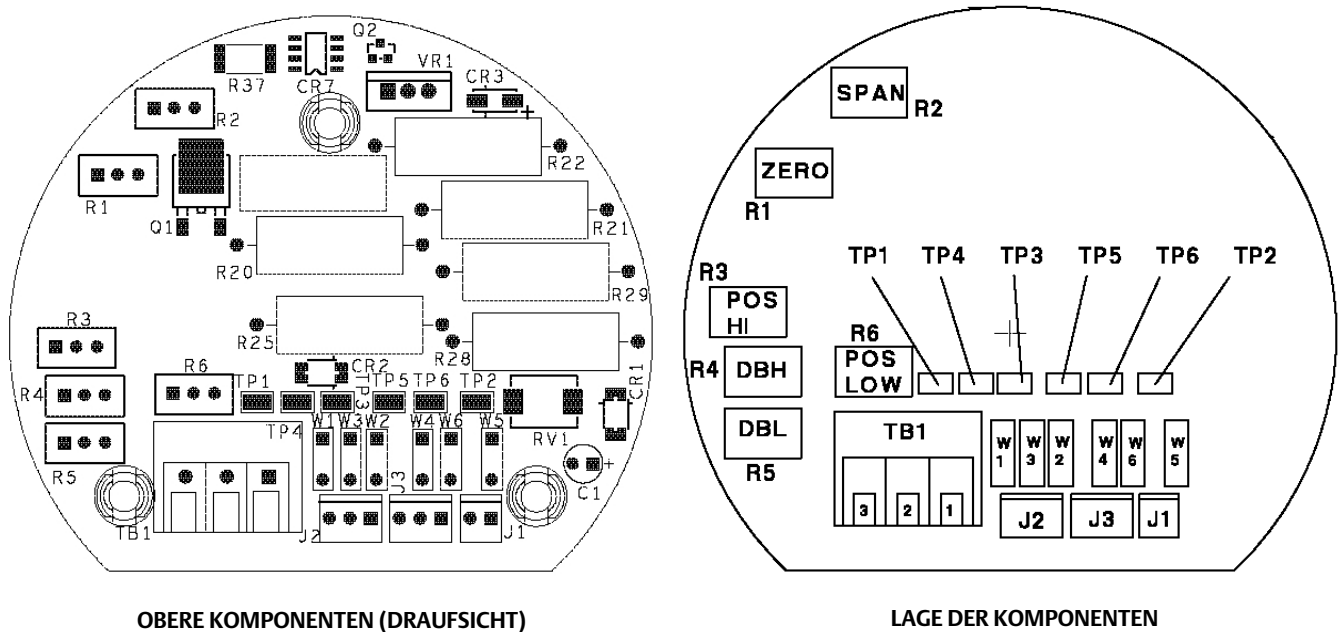 Q2
VR1
R37
CR7
CR3
+
R2
R22
R1
Q1
R21
R20
R29
R3
R25
R28
R6
CR2
CR1
R4
TP1
TP3
TP5
TP6
TP2
TP4
W1
W3
W2
W4
W6
W5
RV1
R5
J3
+
C1
TB1
J2
J1
OBERE KOMPONENTEN (DRAUFSICHT)
SPAN
R2
ZERO
R1
TP1
TP4
TP3
TP5
TP6
TP2
R3
POS
HI
R6
R4
DBH
POS
LOW
DBL
R5
TB1
W
1
W
3
W
2
W
4
W
6
W
5
3
2
1
J2
J3
J1
LAGE DER KOMPONENTEN